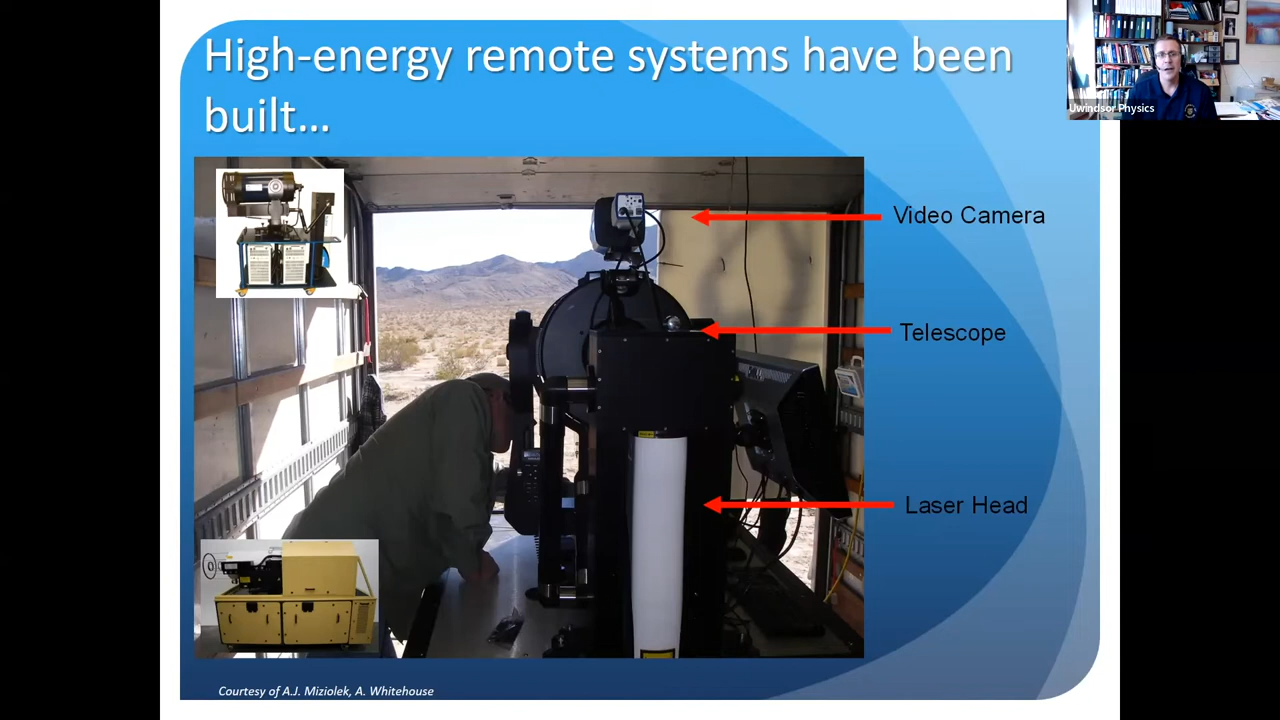 High-energy remote systems have been
built…
Uwindsor Physics
Video Camera
Telescope
Laser Head
Courtesy of A.J. Miziolek, A. Whitehouse